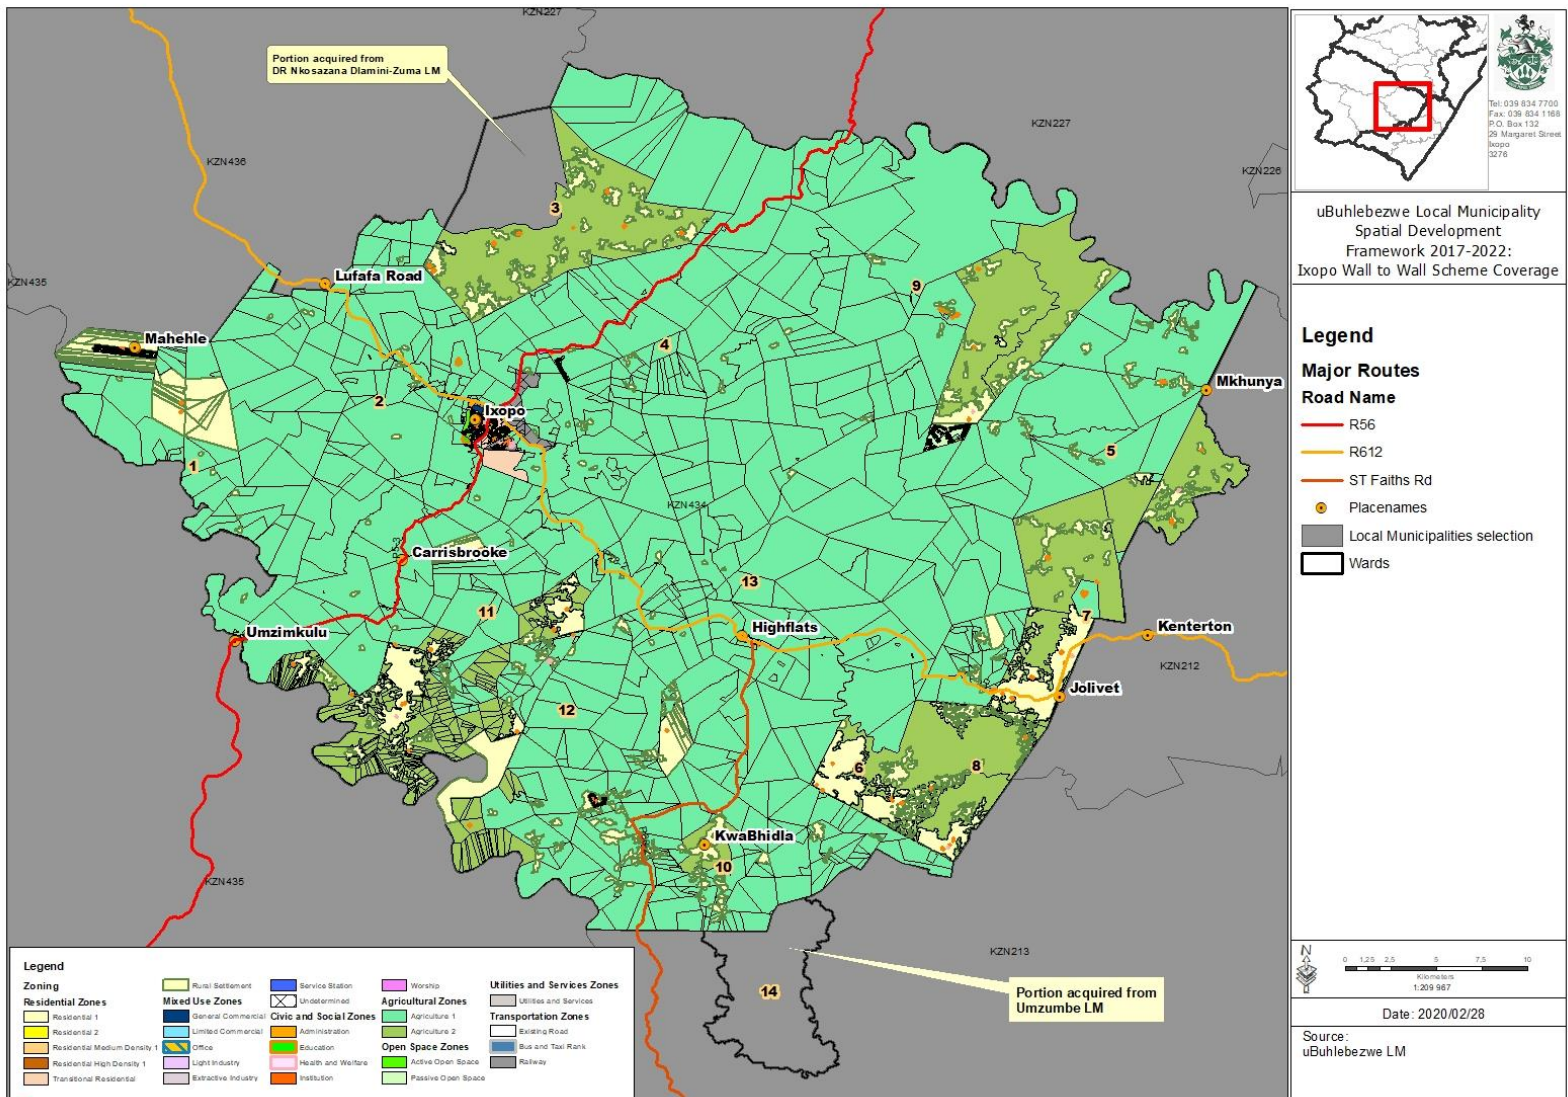 KZN227
Portion acquired from
DR Nkosazana Dlamini-Zuma LM
KZN436
KZN227
KZN226
KZN435
3
Lufafa Road
9
Mahehle
4
Mkhunya
2
Ixopo
1
5
KZN434
Carrisbrooke
13
11
7
Umzimkulu
Highflats
Kenterton
KZN212
Jolivet
12
6
8
KwaBhidla
10
KZN435
KZN213
14
Portion acquired from
Umzumbe LM
Legend
Zoning
Residential Zones
Residential 1
Residential 2
Residential Medium Density 1
Residential High Density 1
Transitional Residential
Rural Settlement
Mixed Use Zones
General Commercial
Limited Commercial
Office
Light Industry
Extractive Industry
Service Station
Undetermined
Civic and Social Zones
Administration
Education
Health and Welfare
Institution
Worship
Agricultural Zones
Agriculture 1
Agriculture 2
Open Space Zones
Active Open Space
Passive Open Space
Utilities and Services Zones
Utilities and Services
Transportation Zones
Existing Road
Bus and Taxi Rank
Railway
Tel: 039 834 7700
Fax: 039 834 1168
P.O. Box 132
29 Margaret Street
Ixopo
3276
uBuhlebezwe Local Municipality
Spatial Development
Framework 2017-2022:
Ixopo Wall to Wall Scheme Coverage
Legend
Major Routes
Road Name
R56
R612
ST Faiths Rd
Placenames
Local Municipalities selection
Wards
N
0 1,25 2,5 5 7,5 10
Kilometers
1:209 967
Date: 2020/02/28
Source:
uBuhlebezwe LM